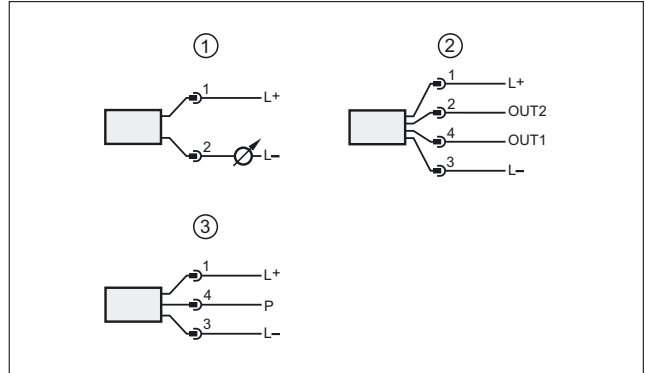 ① ②
1 L+
2 L–
1 L+
2 OUT2
4 OUT1
3 L–
③
1 L+
4 P
3 L–